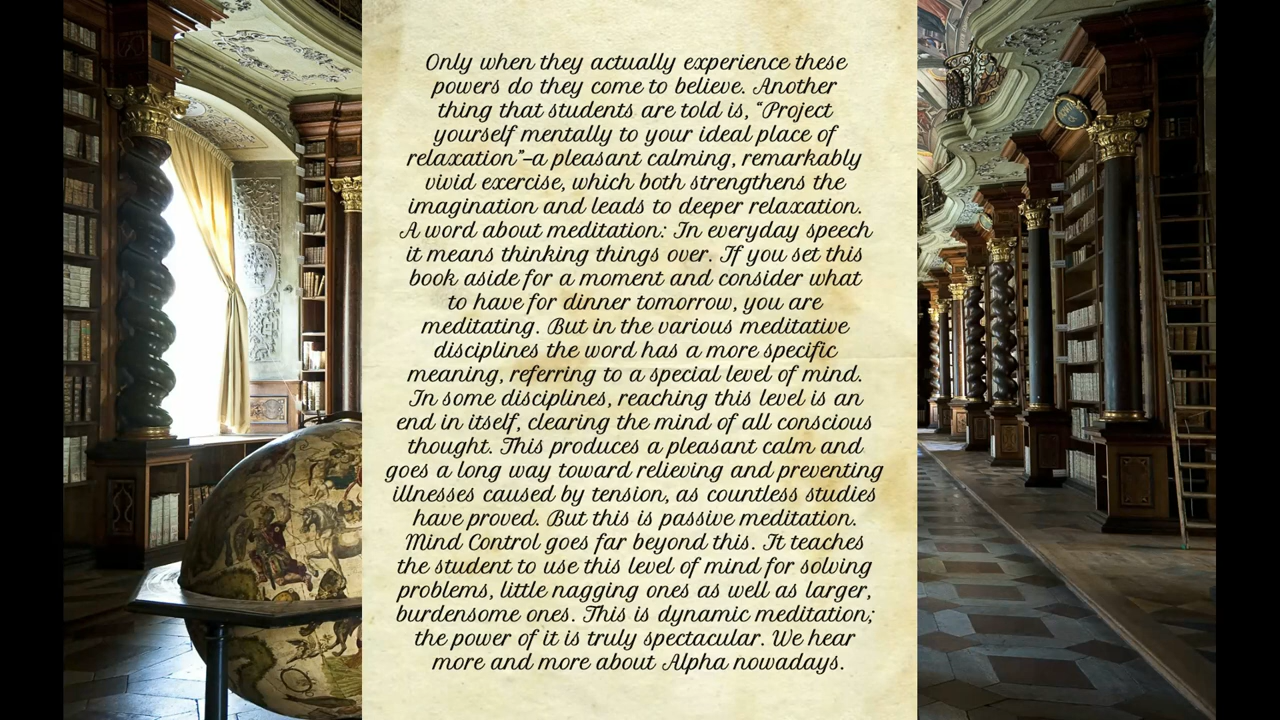 Only when they actually experience these
powers do they come to believe. Another
thing that students are told is, “Project
yourself mentally to your ideal place of
relaxation”–a pleasant calming, remarkably
vivid exercise, which both strengthens the
imagination and leads to deeper relaxation.
A word about meditation: In everyday speech
it means thinking things over. If you set this
book aside for a moment and consider what
to have for dinner tomorrow, you are
meditating. But in the various meditative
disciplines the word has a more specific
meaning, referring to a special level of mind.
In some disciplines, reaching this level is an
end in itself, clearing the mind of all conscious
thought. This produces a pleasant calm and
goes a long way toward relieving and preventing
illnesses caused by tension, as countless studies
have proved. But this is passive meditation.
Mind Control goes far beyond this. It teaches
the student to use this level of mind for solving
problems, little nagging ones as well as larger,
burdensome ones. This is dynamic meditation;
the power of it is truly spectacular. We hear
more and more about Alpha nowadays.